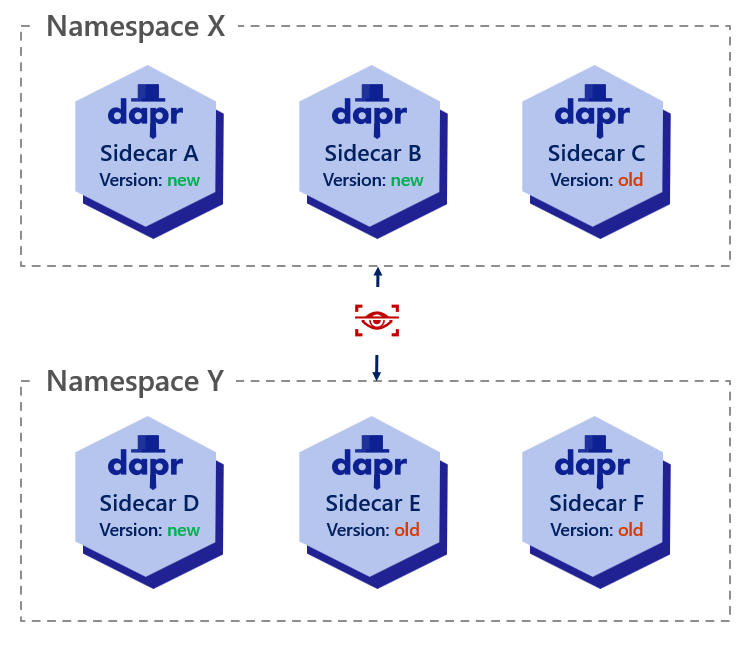 Namespace X
dapr
Sidecar A
Version: new
dapr
Sidecar B
Version: new
dapr
Sidecar C
Version: old
Namespace Y
dapr
Sidecar D
Version: new
dapr
Sidecar E
Version: old
dapr
Sidecar F
Version: old